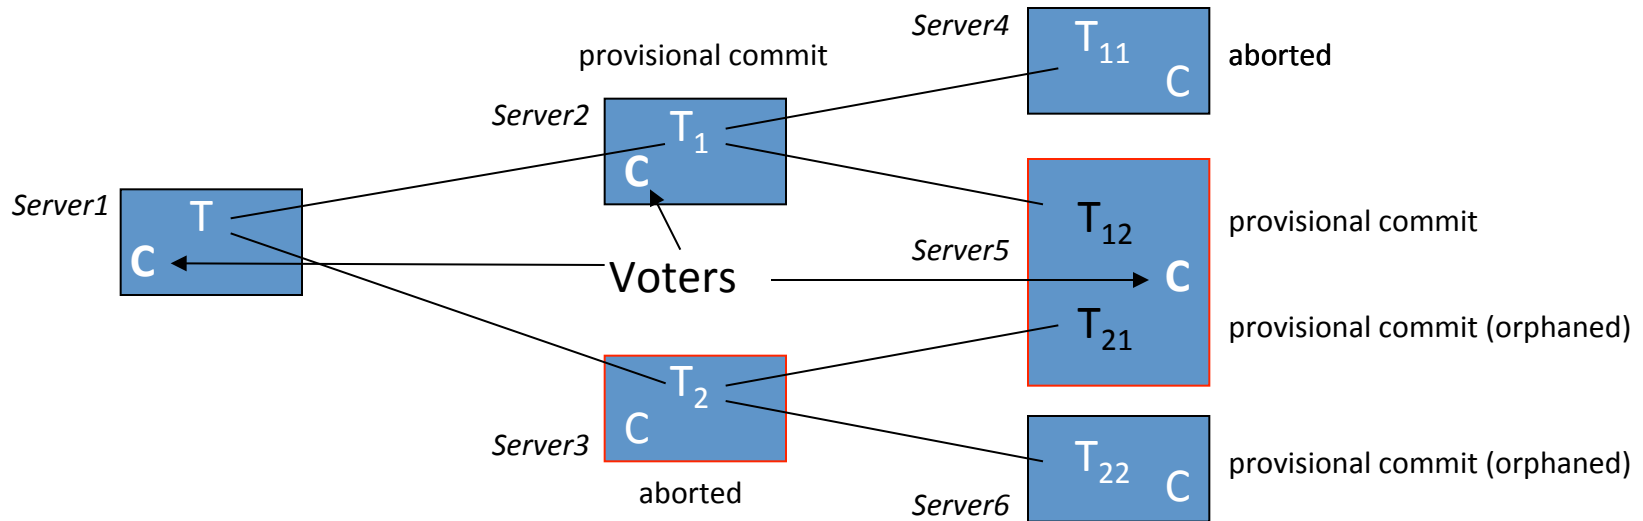 Server4
T11
C
aborted
provisional commit
Server2
T1
C
Server1
T
C
Voters
Server5
T12
C
T21
provisional commit
provisional commit (orphaned)
Server3
T2
C
aborted
Server6
T22
C
provisional commit (orphaned)